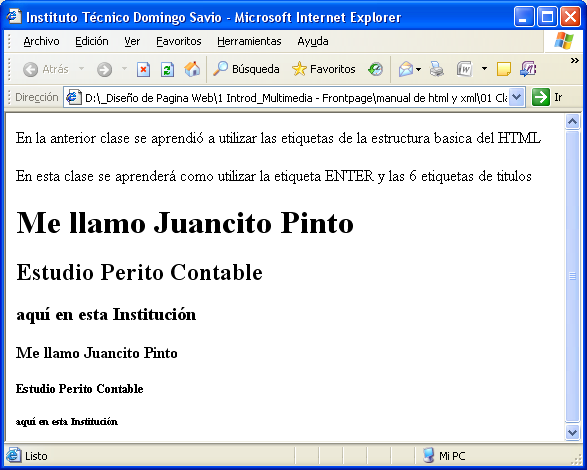 Instituto Técnico Domingo Savio - Microsoft Internet Explorer
Archivo Edición Ver Favoritos Herramientas Ayuda
Atrás Búsqueda Favoritos
Dirección D:\_Diseño de Pagina Web\1 Introd_Multimedia - Frontpage\manual de html y xml\01 Cla Ir
En la anterior clase se aprendió a utilizar las etiquetas de la estructura basica del HTML
En esta clase se aprenderá como utilizar la etiqueta ENTER y las 6 etiquetas de titulos
Me llamo Juancito Pinto
Estudio Perito Contable
aquí en esta Institución
Me llamo Juancito Pinto
Estudio Perito Contable
aquí en esta Institución
Listo Mi PC